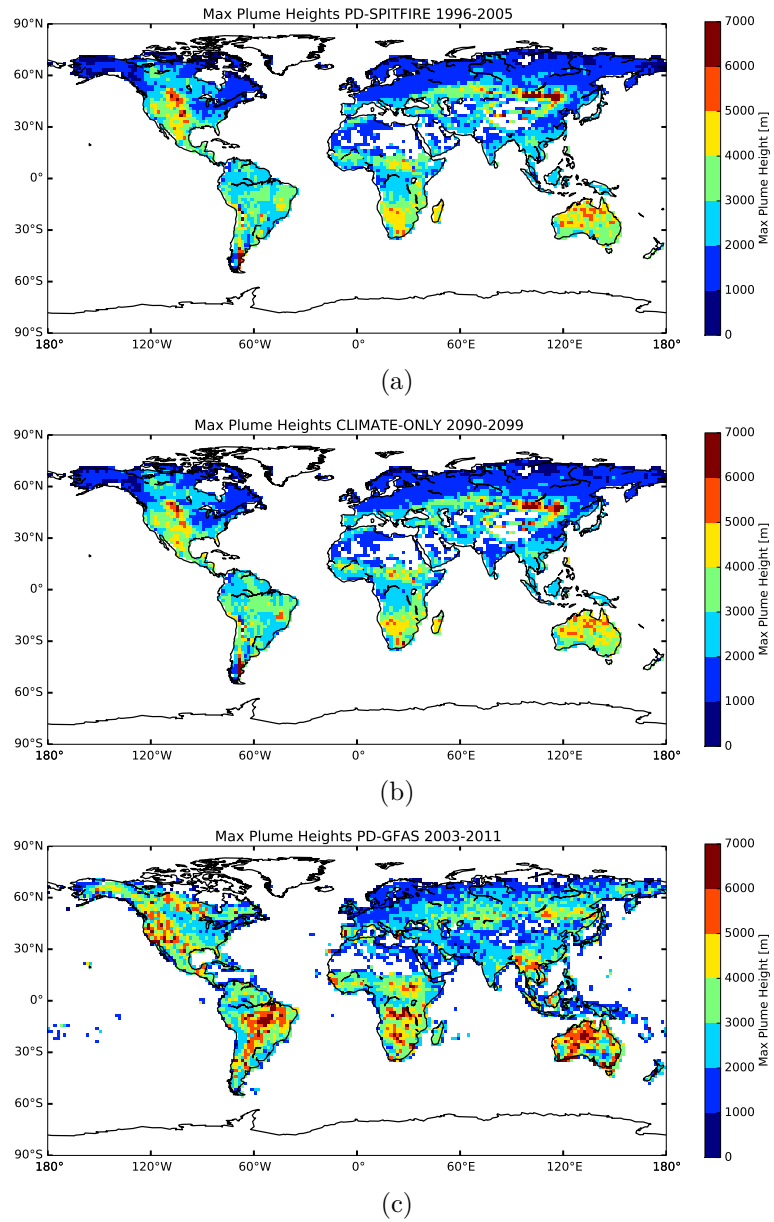 Max Plume Heights PD-SPITFIRE 1996-2005
90°N
60°N
30°N
0°
30°S
60°S
90°S
180° 120°W 60°W 0° 60°E 120°E 180°
7000
6000
5000
4000
3000
2000
1000
0
Max Plume Height [m]
(a)
Max Plume Heights CLIMATE-ONLY 2090-2099
90°N
60°N
30°N
0°
30°S
60°S
90°S
180° 120°W 60°W 0° 60°E 120°E 180°
7000
6000
5000
4000
3000
2000
1000
0
Max Plume Height [m]
(b)
Max Plume Heights PD-GFAS 2003-2011
90°N
60°N
30°N
0°
30°S
60°S
90°S
180° 120°W 60°W 0° 60°E 120°E 180°
7000
6000
5000
4000
3000
2000
1000
0
Max Plume Height [m]
(c)